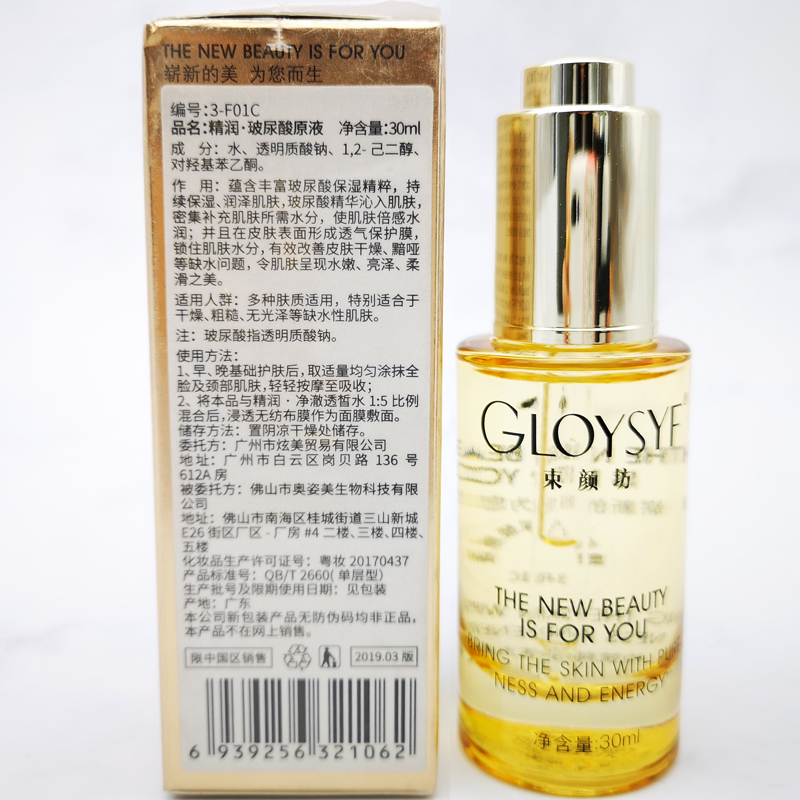 THE NEW BEAUTY IS FOR YOU
崭新的美 为您而生
编号:3-F01C
品名:精润·玻尿酸原液 净含量:30ml
成 分:水、透明质酸钠、1,2-己二醇、
对羟基苯乙酮。
作 用:蕴含丰富玻尿酸保湿精粹,持
续保湿、润泽肌肤,玻尿酸精华沁入肌肤,
密集补充肌肤所需水分,使肌肤倍感水
润;并且在皮肤表面形成透气保护膜,
锁住肌肤水分,有效改善皮肤干燥、黯哑
等缺水问题,令肌肤呈现水嫩、亮泽、柔
滑之美。
适用人群:多种肤质适用,特别适合于
干燥、粗糙、无光泽等缺水性肌肤。
注:玻尿酸指透明质酸钠。
使用方法:
1、早、晚基础护肤后,取适量均匀涂抹全
脸及颈部肌肤,轻轻按摩至吸收;
2、将本品与精润·净澈透皙水 1:5 比例
混合后,浸透无纺布膜作为面膜敷面。
储存方法:置阴凉干燥处储存。
委托方:广州市炫美贸易有限公司
地址:广州市白云区岗贝路 136 号
612A 房
被委托方:佛山市奥姿美生物科技有限
公司
地址:佛山市南海区桂城街道三山新城
E26 街区厂区-厂房 #4 二楼、三楼、四楼、
五楼
化妆品生产许可证号:粤妆 20170437
产品标准号:QB/T 2660(单层型)
生产批号及限期使用日期:见包装
产地:广东
本公司新包装产品无防伪码均非正品,
本产品不在网上销售。
限中国区销售 2019.03 版
6 939256 321062
GLOYSYF
束颜坊
THE NEW BEAUTY
IS FOR YOU
BRING THE SKIN WITH PURE
NESS AND ENERGY
净含量:30ml